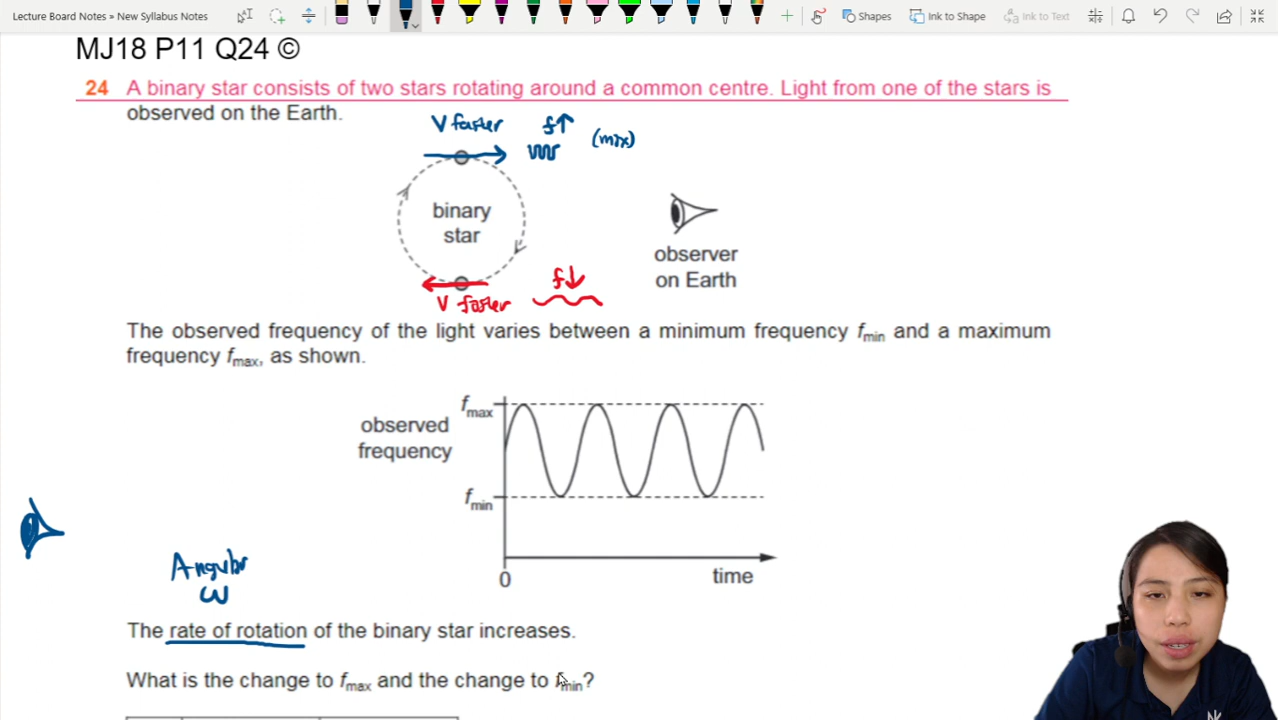 Lecture Board Notes » New Syllabus Notes
Shapes
Ink to Shape
Ink to Text
MJ18 P11 Q24 ©
24 A binary star consists of two stars rotating around a common centre. Light from one of the stars is
observed on the Earth.
V faster f↑
(max)
binary
star
observer
on Earth
f↓
V faster
The observed frequency of the light varies between a minimum frequency fmin and a maximum
frequency fmax, as shown.
fmax
observed
frequency
fmin
0
time
Angular
ω
The rate of rotation of the binary star increases.
What is the change to fmax and the change to fmin?